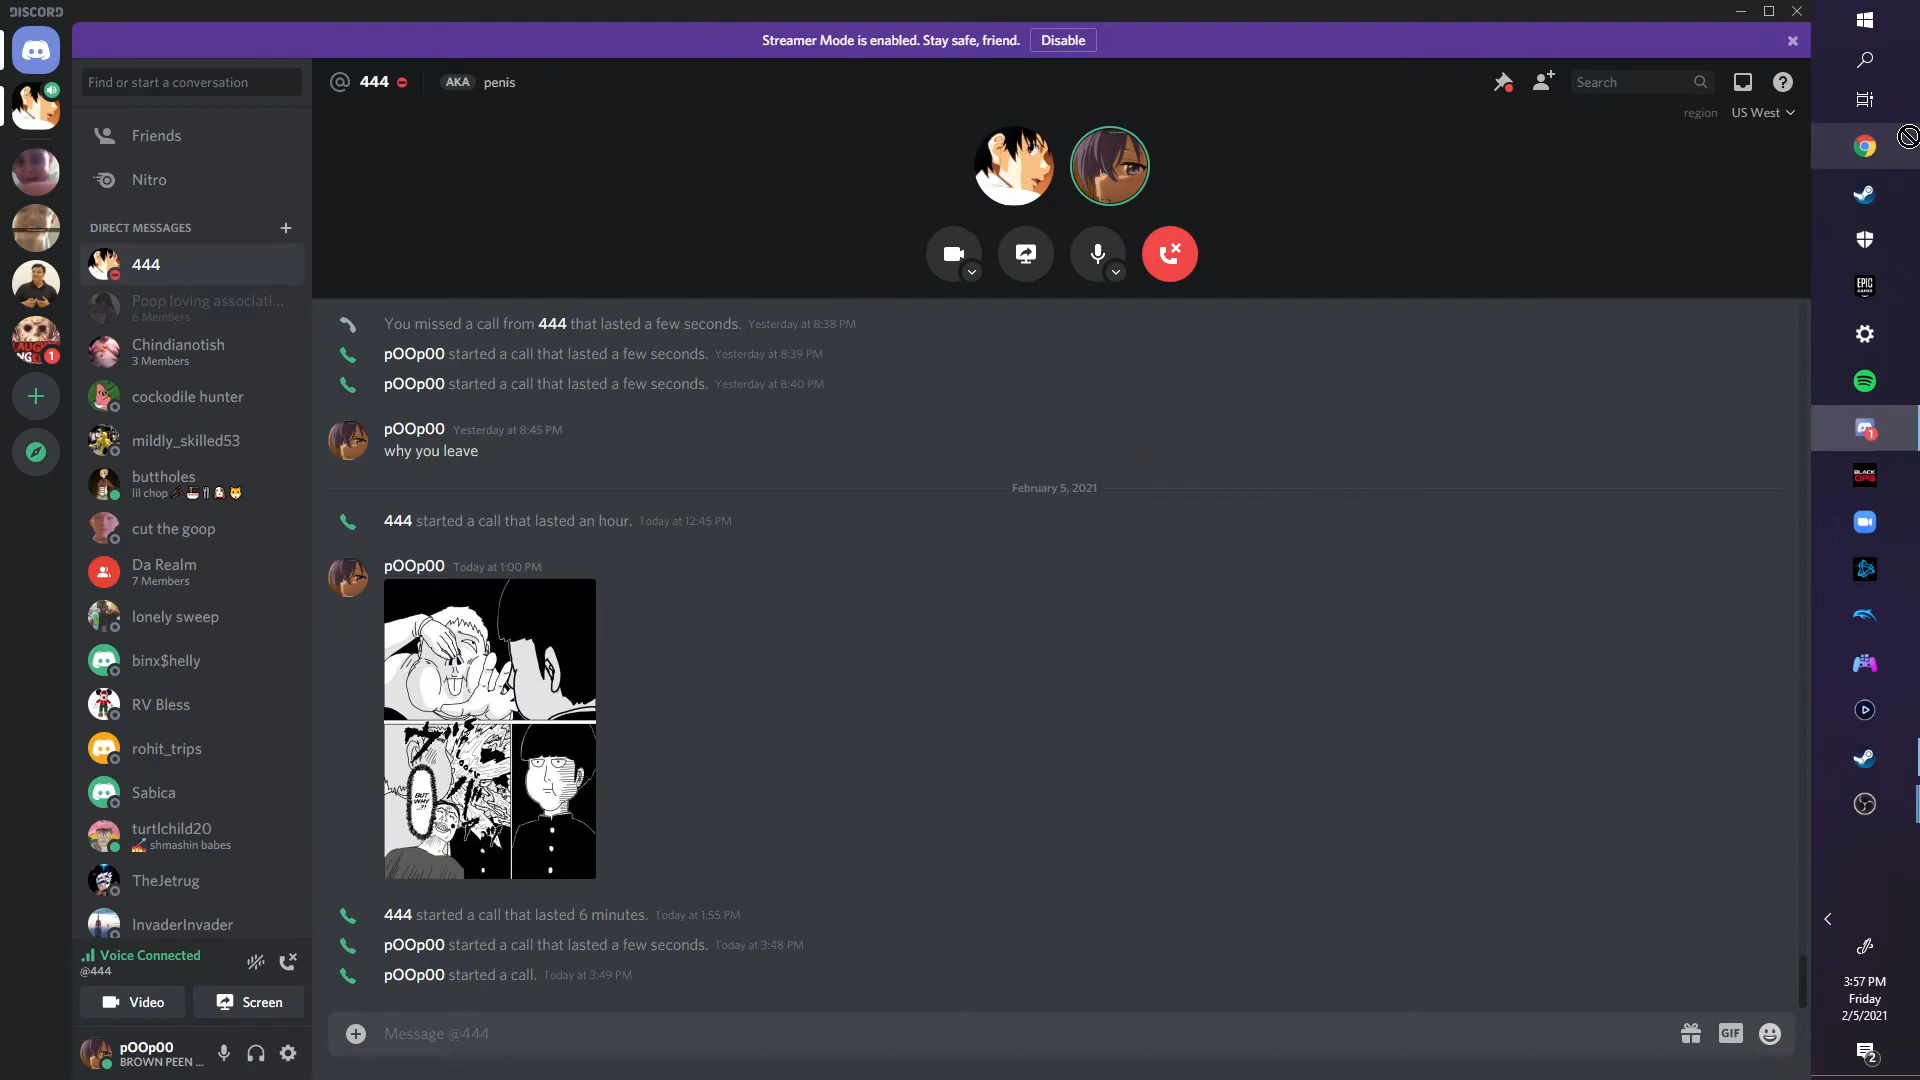 DISCORD
Streamer Mode is enabled. Stay safe, friend.
Disable
Find or start a conversation
444
AKA
penis
Search
region
US West
Friends
Nitro
DIRECT MESSAGES
444
Poop loving associati...
6 Members
Chindianotish
3 Members
cockodile hunter
mildly_skilled53
buttholes
lil chop
cut the goop
Da Realm
7 Members
lonely sweep
binx$helly
RV Bless
rohit_trips
Sabica
turtlchild20
shmashin babes
TheJetrug
InvaderInvader
Voice Connected
@444
Video
Screen
pOOp00
BROWN PEEN ...
You missed a call from 444 that lasted a few seconds. Yesterday at 8:38 PM
pOOp00 started a call that lasted a few seconds. Yesterday at 8:39 PM
pOOp00 started a call that lasted a few seconds. Yesterday at 8:40 PM
pOOp00 Yesterday at 8:45 PM
why you leave
February 5, 2021
444 started a call that lasted an hour. Today at 12:45 PM
pOOp00 Today at 1:00 PM
BUT
WHY
...?!
444 started a call that lasted 6 minutes. Today at 1:55 PM
pOOp00 started a call that lasted a few seconds. Today at 3:48 PM
pOOp00 started a call. Today at 3:49 PM
Message @444
GIF
1
EPIC
GAMES
1
BLACK
OPS
3:57 PM
Friday
2/5/2021
2